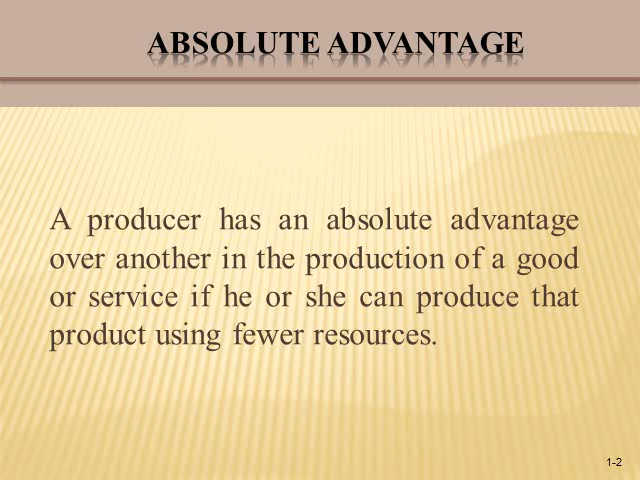 ABSOLUTE ADVANTAGE
A producer has an absolute advantage
over another in the production of a good
or service if he or she can produce that
product using fewer resources.
1-2